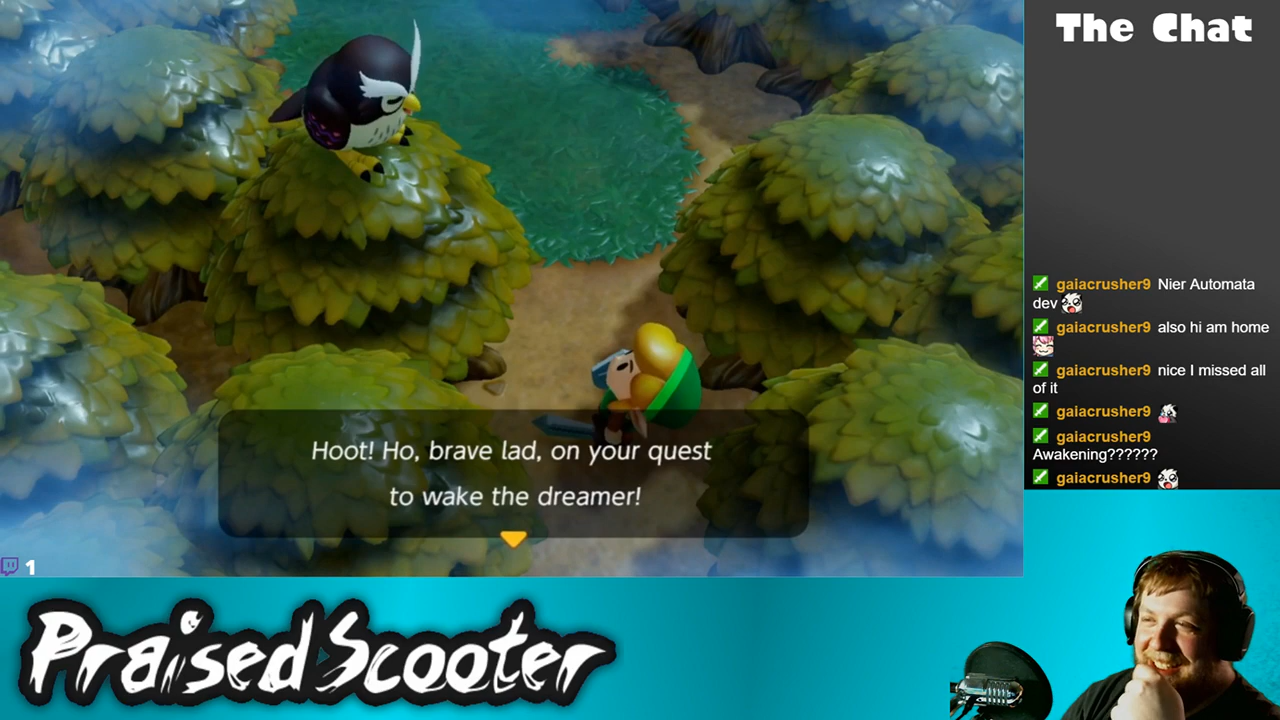 The Chat
gaiacrusher9 Nier Automata
dev
gaiacrusher9 also hi am home
gaiacrusher9 nice I missed all
of it
gaiacrusher9
gaiacrusher9
Awakening??????
gaiacrusher9
Hoot! Ho, brave lad, on your quest
to wake the dreamer!
1
PraisedScooter